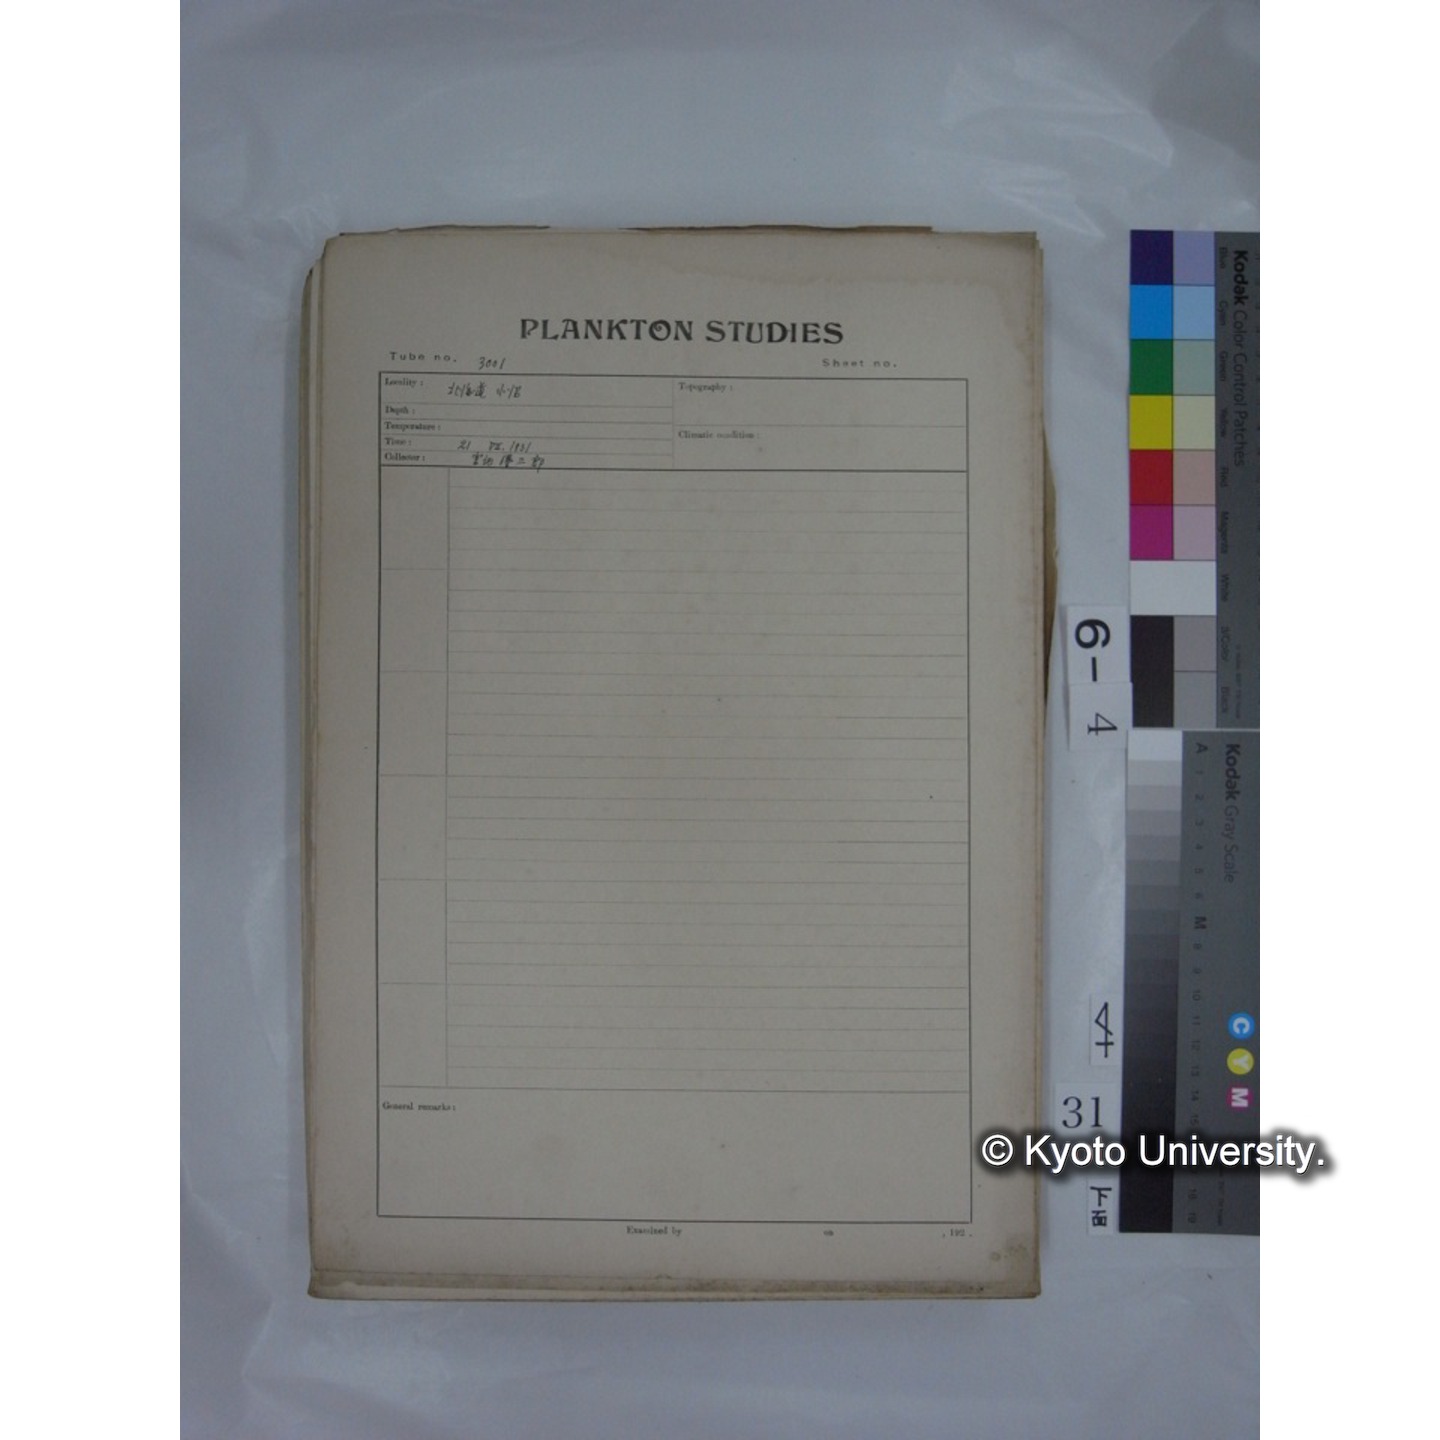 PLANKTON STUDIES
Tube no. 3001
Sheet no.
Locality : 北海道
Topography :
Depth :
Temperature :
Climatic condition :
Time : 21 1931
Collector :
General remarks :
Examined by on , 192 .
Kodak Color Control Patches
Blue Cyan Green Yellow Red Magenta White 3/Color Black
6-4
Kodak Gray Scale
A 1 2 3 4 5 6 M 8 9 10 11 12 13 14 15 18 19
C Y M
4
31
下
© Kyoto University.